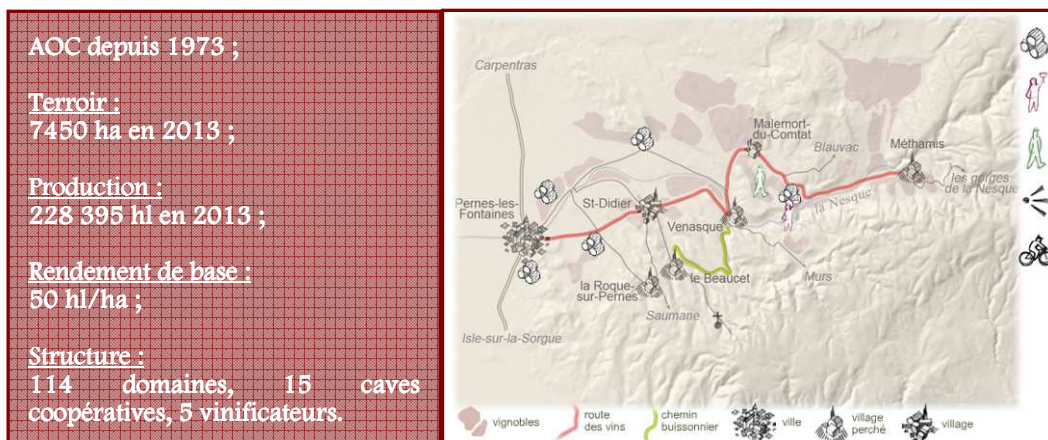 AOC depuis 1973 ;
Terroir :
7450 ha en 2013 ;
Production :
228 395 hl en 2013 ;
Rendement de base :
50 hl/ha ;
Structure :
114 domaines, 15 caves
coopératives, 5 vinificateurs.
Carpentras
Malemort-
du-Comtat
Blauvac
Méthamis
les gorges
de la Nesque
la Nesque
Pernes-les-
Fontaines
St-Didier
Venasque
le Beaucet
Murs
la Roque-
sur-Pernes
Saumane
Isle-sur-la-Sorgue
vignobles
route
des vins
chemin
buissonnier
ville
village
perché
village